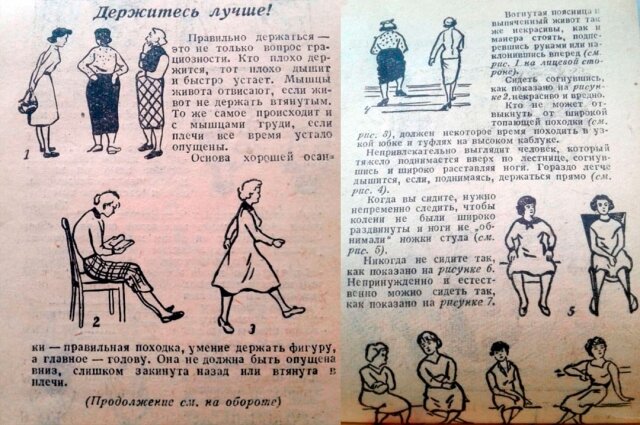 Держитесь лучше!
Правильно держаться —
это не только вопрос гра-
циозности. Кто плохо дер-
жится, тот плохо дышит
и быстро устает. Мышцы
живота отвисают, если жи-
вот не держать втянутым.
То же самое происходит и
с мышцами груди, если
плечи все время устало
опущены.
Основа хорошей осан-
1
2
3
ки — правильная походка, умение держать фигуру,
а главное — голову. Она не должна быть опущена
вниз, слишком закинута назад или втянута в
плечи.
(Продолжение см. на обороте)
Вогнутая поясница и
выпяченный живот так
же некрасивы, как и
манера стоять, подпер-
шись руками или на-
клонившись вперед (см.
рис. 1 на лицевой сто-
роне).
Сидеть согнувшись,
как показано на рисун-
ке 2, некрасиво и вредно.
Кто не может от-
выкнуть от широкой
топающей походки (см.
рис. 3), должен некоторое время походить в уз-
кой юбке и туфлях на высоком каблуке.
Непривлекательно выглядит человек, который
тяжело поднимается вверх по лестнице, согнув-
шись и широко расставляя ноги. Гораздо легче
дышится, если, поднимаясь, держаться прямо (см.
рис. 4).
Когда вы сидите, нужно
непременно следить, чтобы
колени не были широко
раздвинуты и ноги не „об-
нимали" ножки стула (см.
рис. 5).
Никогда не сидите так,
как показано на рисунке 6.
Непринужденно и естест-
венно можно сидеть так,
как показано на рисунке 7.
4
5